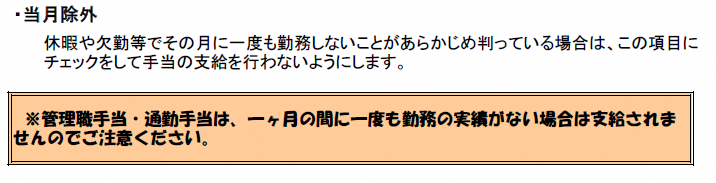 ・当月除外
休暇や欠勤等でその月に一度も勤務しないことがあらかじめ判っている場合は、この項目に
チェックをして手当の支給を行わないようにします。
※管理職手当・通勤手当は、一ヶ月の間に一度も勤務の実績がない場合は支給されま
せんのでご注意ください。